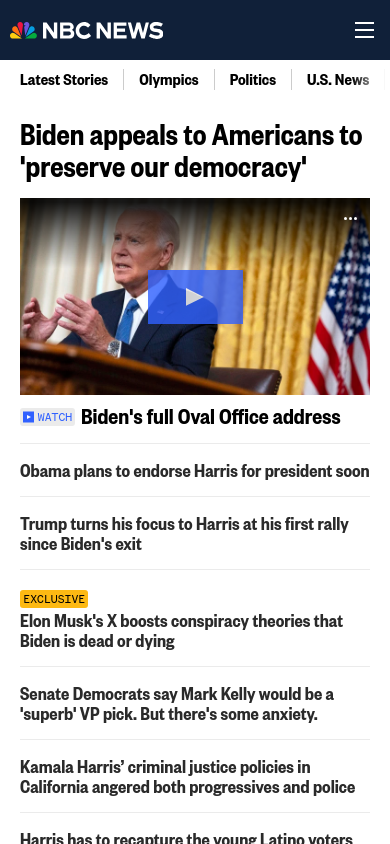 NBC NEWS
Latest Stories
Olympics
Politics
U.S. News
Biden appeals to Americans to
'preserve our democracy'
WATCH Biden's full Oval Office address
Obama plans to endorse Harris for president soon
Trump turns his focus to Harris at his first rally
since Biden's exit
EXCLUSIVE
Elon Musk's X boosts conspiracy theories that
Biden is dead or dying
Senate Democrats say Mark Kelly would be a
'superb' VP pick. But there's some anxiety.
Kamala Harris’ criminal justice policies in
California angered both progressives and police
Harris has to recapture the young Latino voters